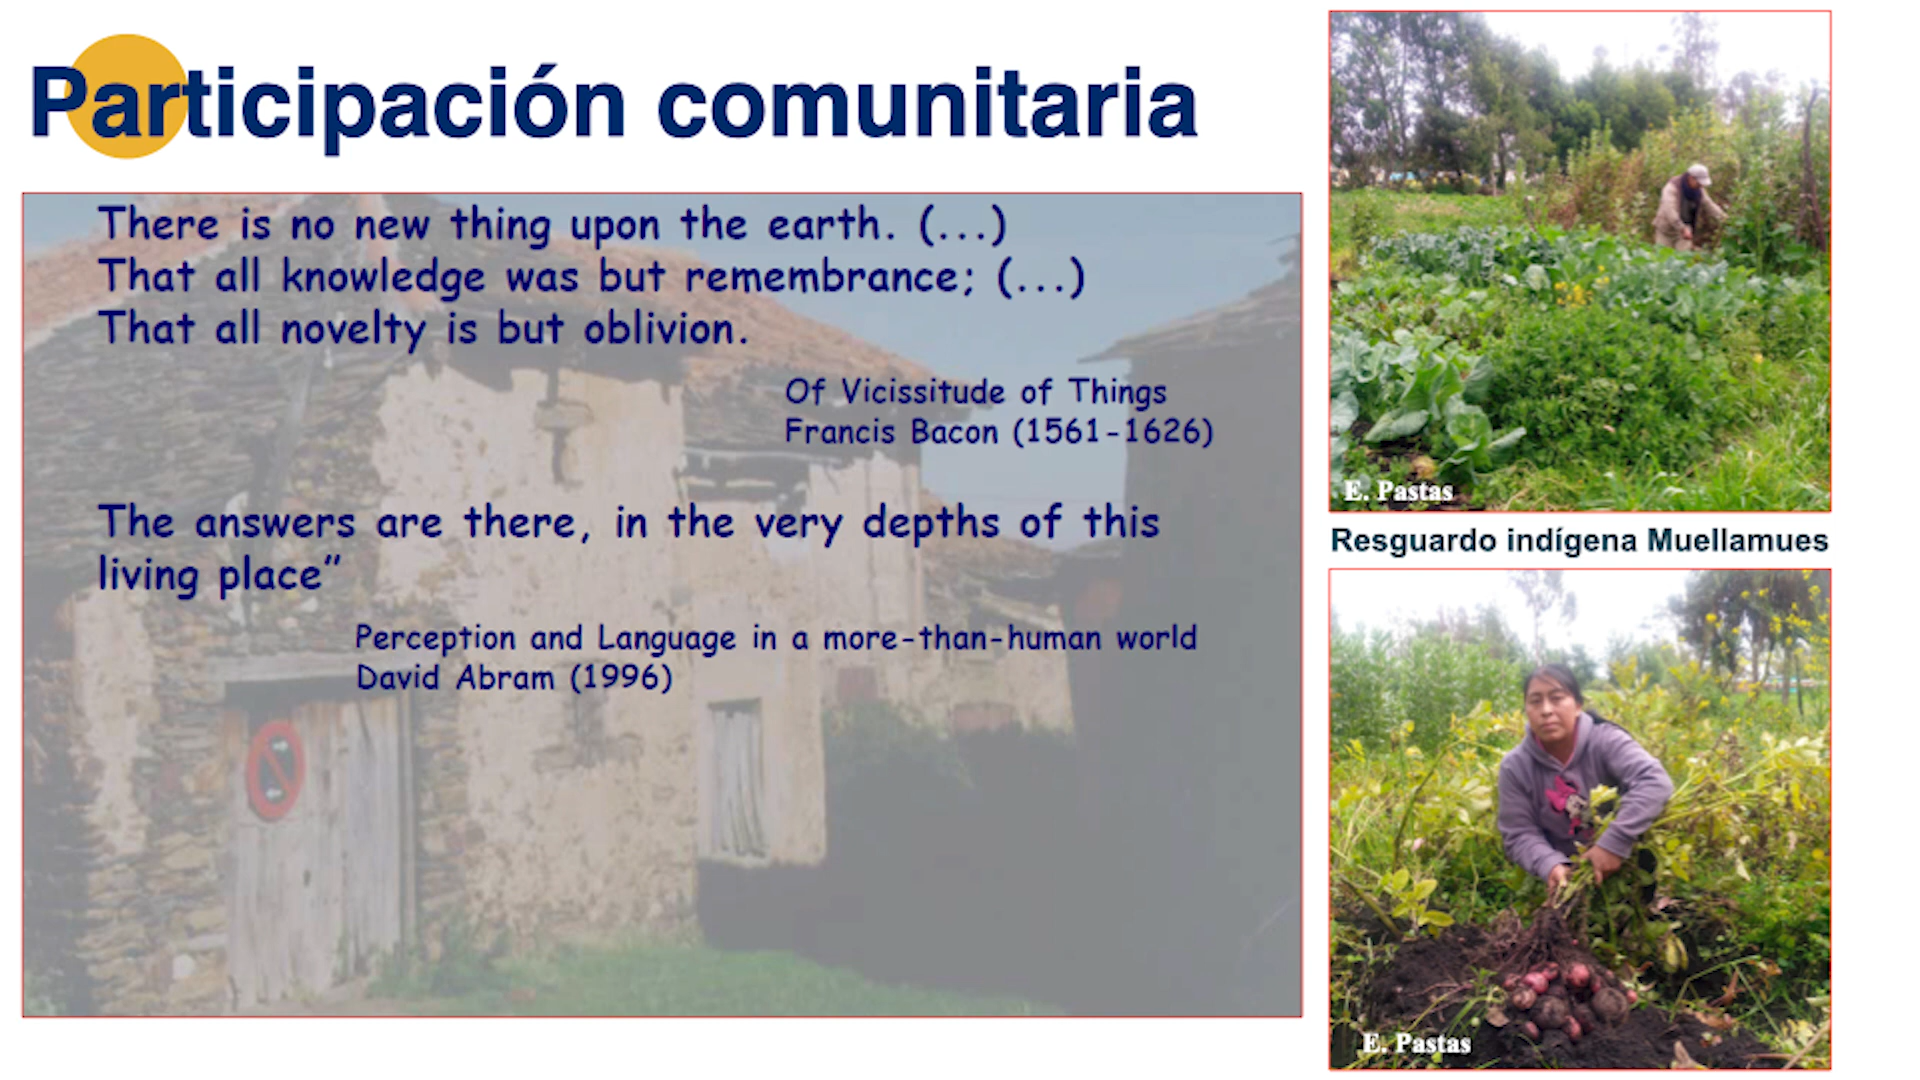 Participación comunitaria
There is no new thing upon the earth. (...)
That all knowledge was but remembrance; (...)
That all novelty is but oblivion.
Of Vicissitude of Things
Francis Bacon (1561-1626)
The answers are there, in the very depths of this
living place”
Perception and Language in a more-than-human world
David Abram (1996)
E. Pastas
Resguardo indígena Muellamues
E. Pastas